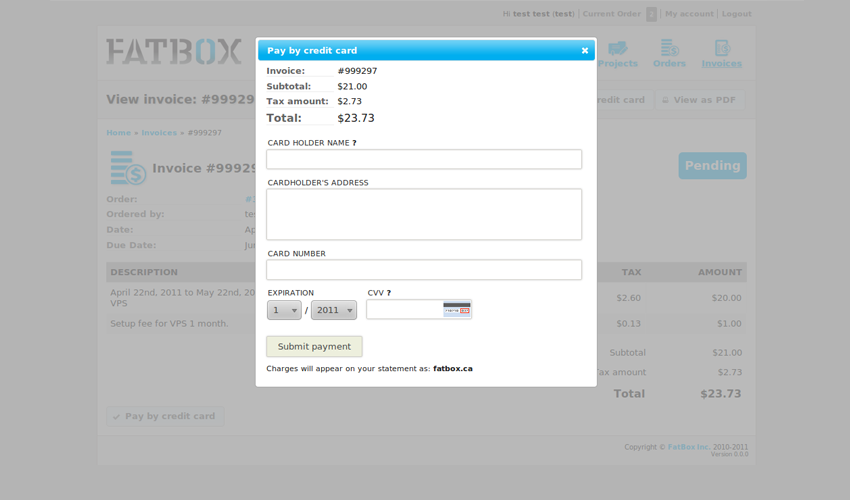 Hi test test (test) | Current Order | My account | Logout
FATBOX
Projects
Orders
Invoices
View invoice: #99929
redit card
View as PDF
Home » Invoices » #999297
Invoice #99929
Pending
Order:
Ordered by:
Date:
Due Date:
DESCRIPTION
TAX
AMOUNT
April 22nd, 2011 to May 22nd, 20
VPS
$2.60
$20.00
Setup fee for VPS 1 month.
$0.13
$1.00
Subtotal
$21.00
ax amount
$2.73
Total
$23.73
Pay by credit card
Copyright © FatBox Inc. 2010-2011
Version 0.0.0
Pay by credit card
Invoice: #999297
Subtotal: $21.00
Tax amount: $2.73
Total: $23.73
CARD HOLDER NAME ?
CARDHOLDER'S ADDRESS
CARD NUMBER
EXPIRATION
CVV ?
1 / 2011
Submit payment
Charges will appear on your statement as: fatbox.ca